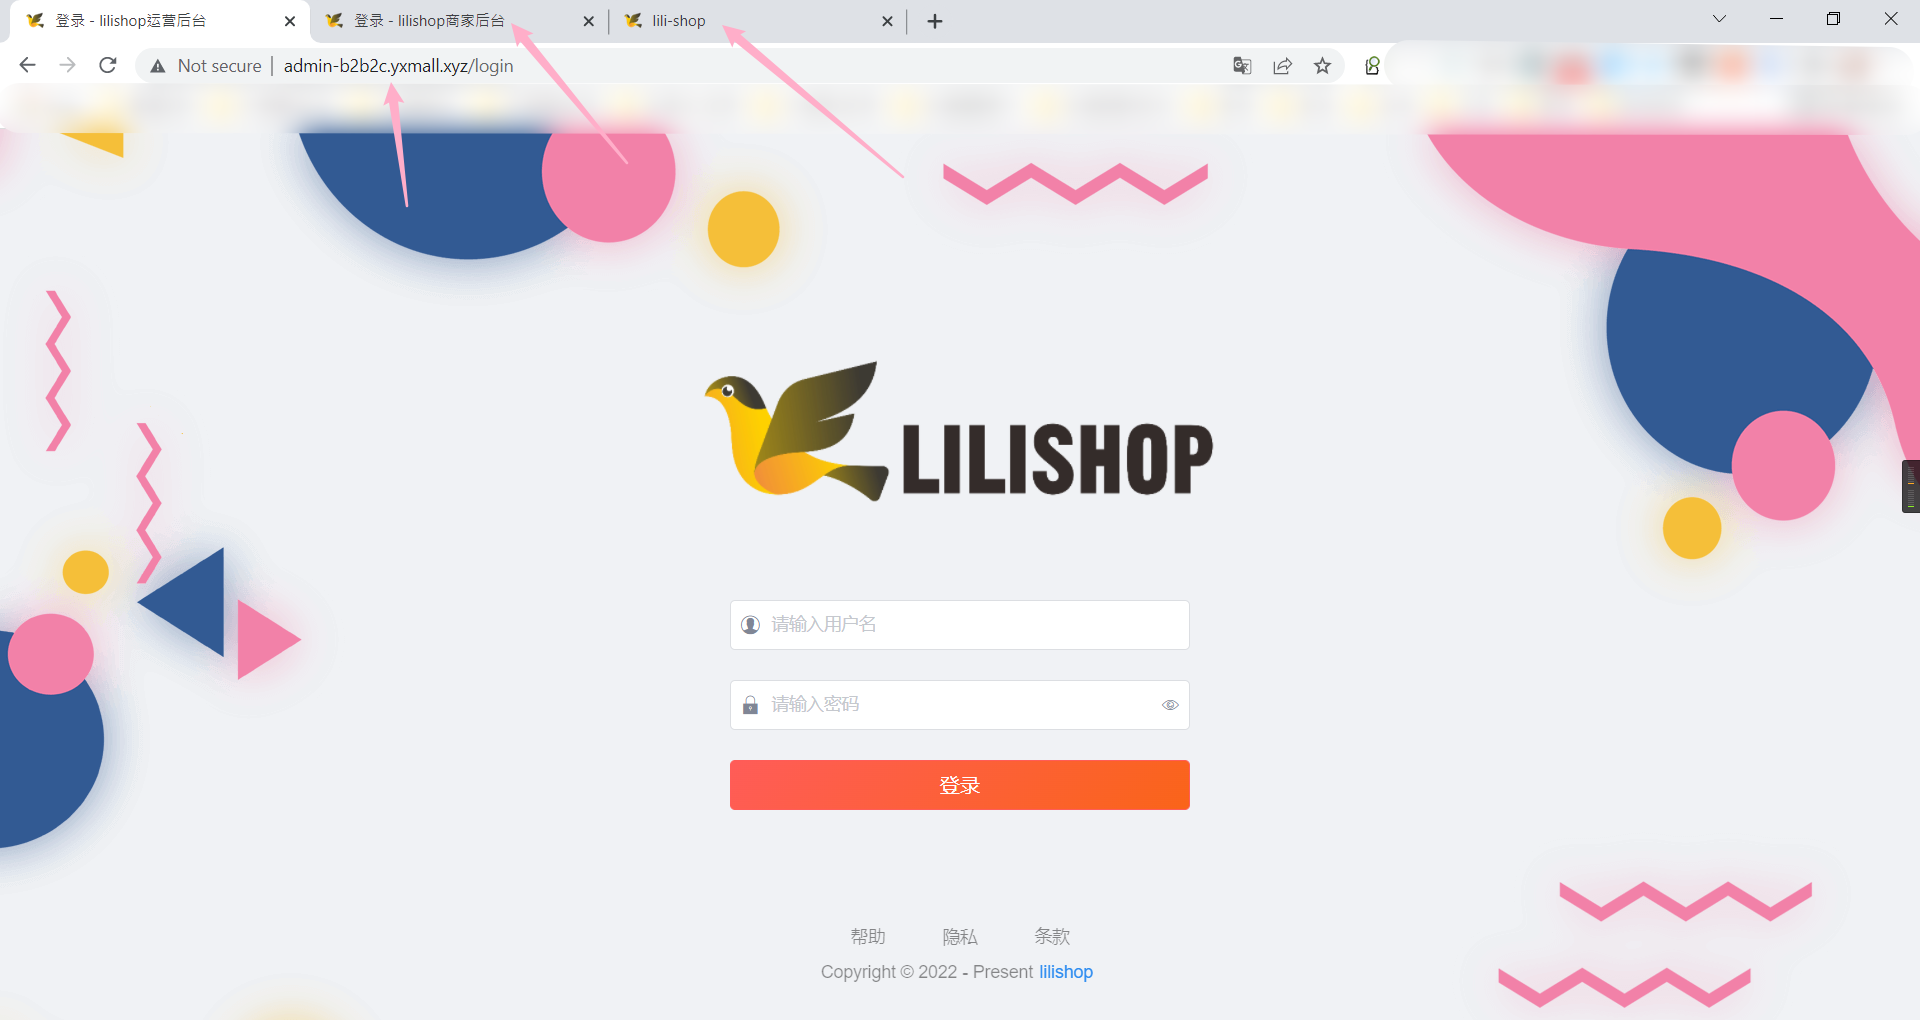 登录 - lilishop运营后台
登录 - lilishop商家后台
lili-shop
Not secure
admin-b2b2c.yxmall.xyz/login
LILISHOP
请输入用户名
请输入密码
登录
帮助 隐私 条款
Copyright © 2022 - Present lilishop